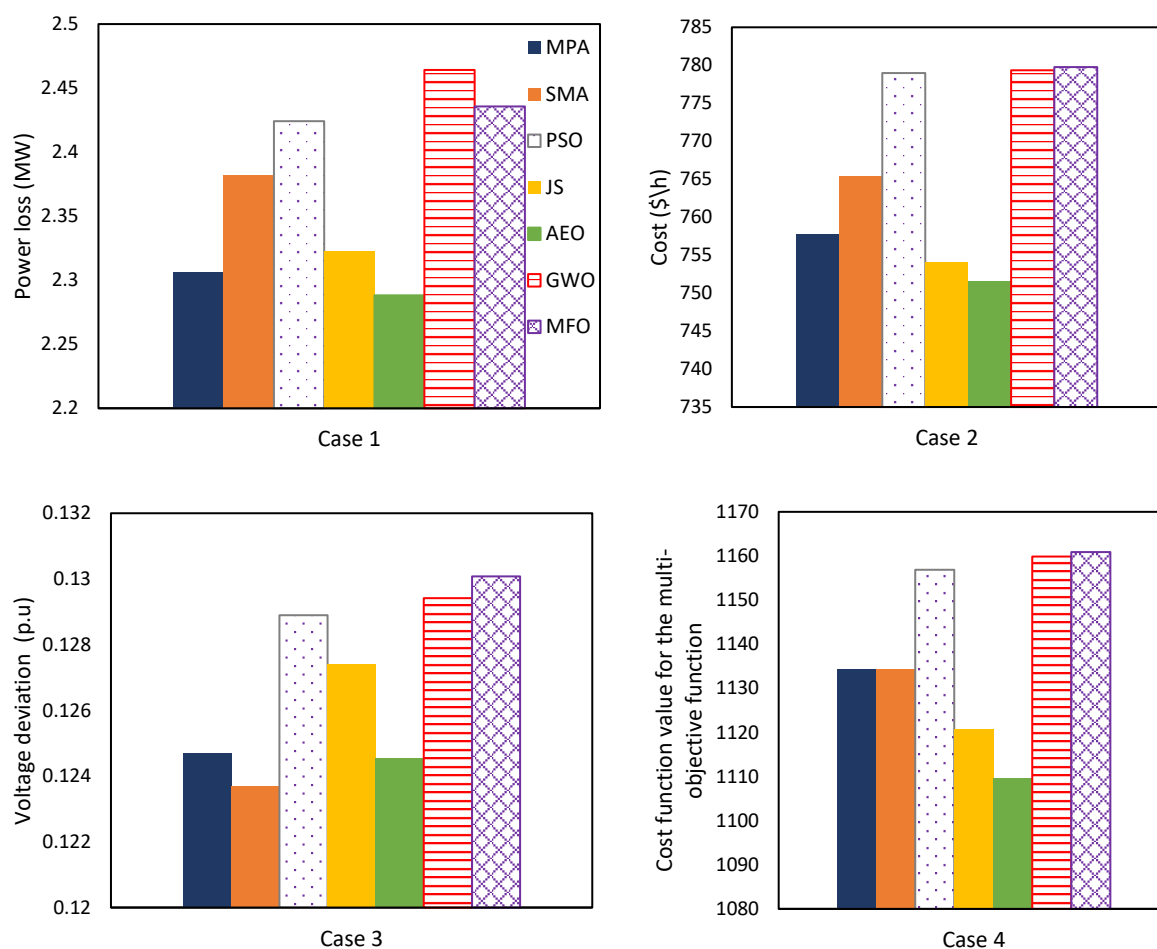 2.5
2.45
2.4
2.35
2.3
2.25
2.2
Power loss (MW)
Case 1
MPA
SMA
PSO
JS
AEO
GWO
MFO
785
780
775
770
765
760
755
750
745
740
735
Cost ($\h)
Case 2
0.132
0.13
0.128
0.126
0.124
0.122
0.12
Voltage deviation (p.u)
Case 3
1170
1160
1150
1140
1130
1120
1110
1100
1090
1080
Cost function value for the multi-
objective function
Case 4